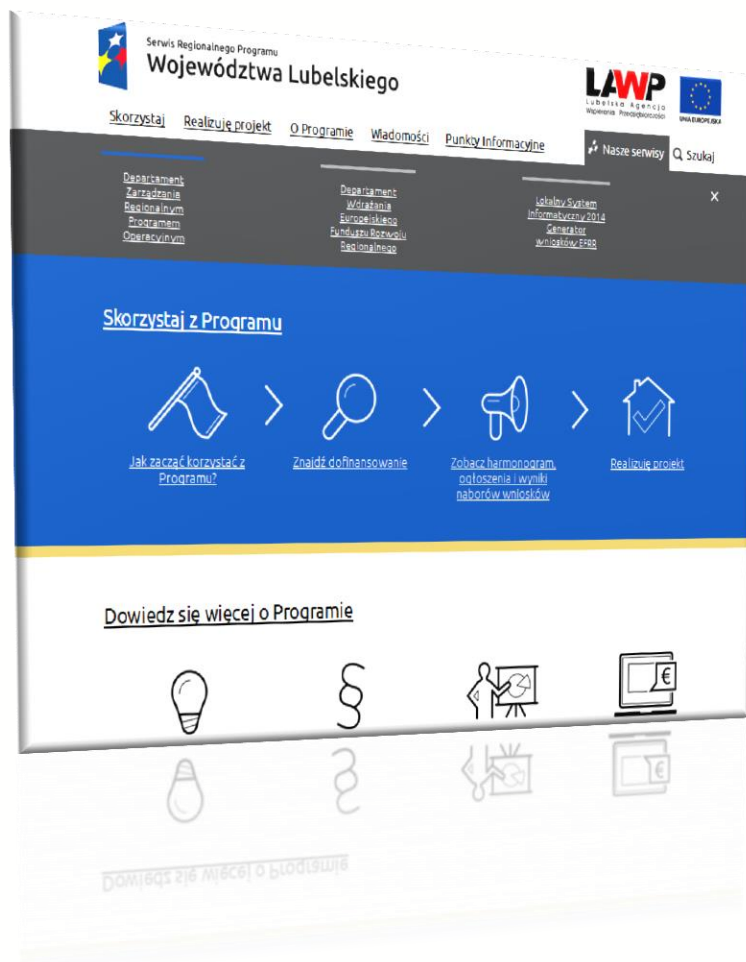 Serwis Regionalnego Programu
Województwa Lubelskiego
LAWP
Lubelska Agencja
Wspierania Przedsiębiorczości
UNIA EUROPEJSKA
Skorzystaj Realizuję projekt O Programie Wiadomości Punkty Informacyjne
Nasze serwisy Szukaj
Departament
Zarządzania
Regionalnym
Programem
Operacyjnym
Departament
Wdrażania
Europejskiego
Funduszu Rozwoju
Regionalnego
Lokalny System
Informatyczny 2014
Generator
wniosków EFRR
x
Skorzystaj z Programu
Jak zacząć korzystać z
Programu?
Znajdź dofinansowanie
Zobacz harmonogram,
ogłoszenia i wyniki
naborów wniosków
Realizuję projekt
Dowiedz się więcej o Programie
§
€